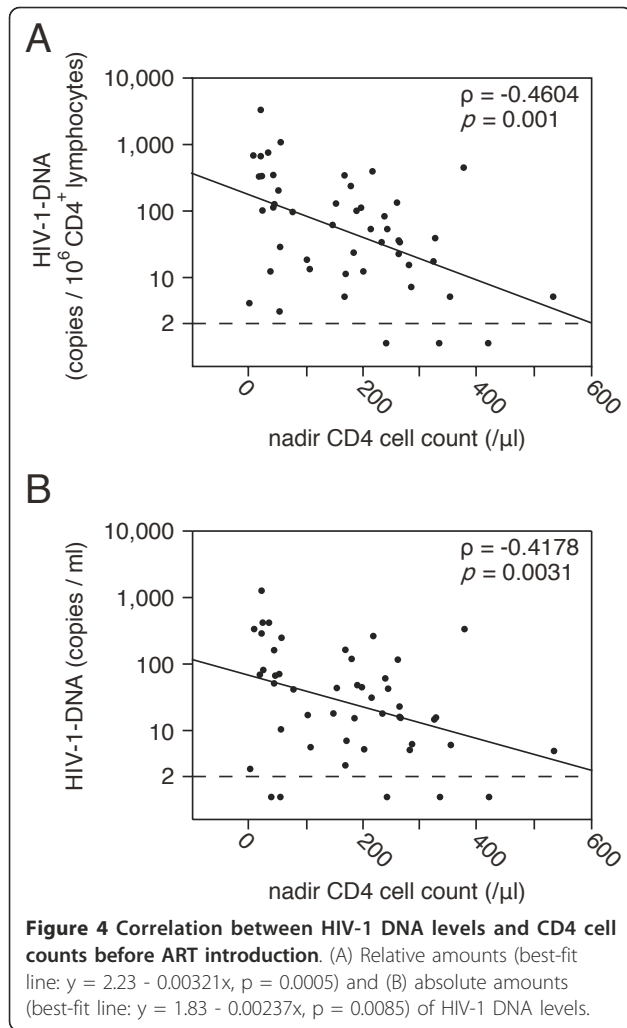 A
10,000
1,000
100
10
2
HIV-1-DNA
(copies / 10⁶ CD4⁺ lymphocytes)
ρ = -0.4604
p = 0.001
0
200
400
600
nadir CD4 cell count (/µl)
B
10,000
1,000
100
10
2
HIV-1-DNA (copies / ml)
ρ = -0.4178
p = 0.0031
0
200
400
600
nadir CD4 cell count (/µl)
Figure 4 Correlation between HIV-1 DNA levels and CD4 cell
counts before ART introduction. (A) Relative amounts (best-fit
line: y = 2.23 - 0.00321x, p = 0.0005) and (B) absolute amounts
(best-fit line: y = 1.83 - 0.00237x, p = 0.0085) of HIV-1 DNA levels.